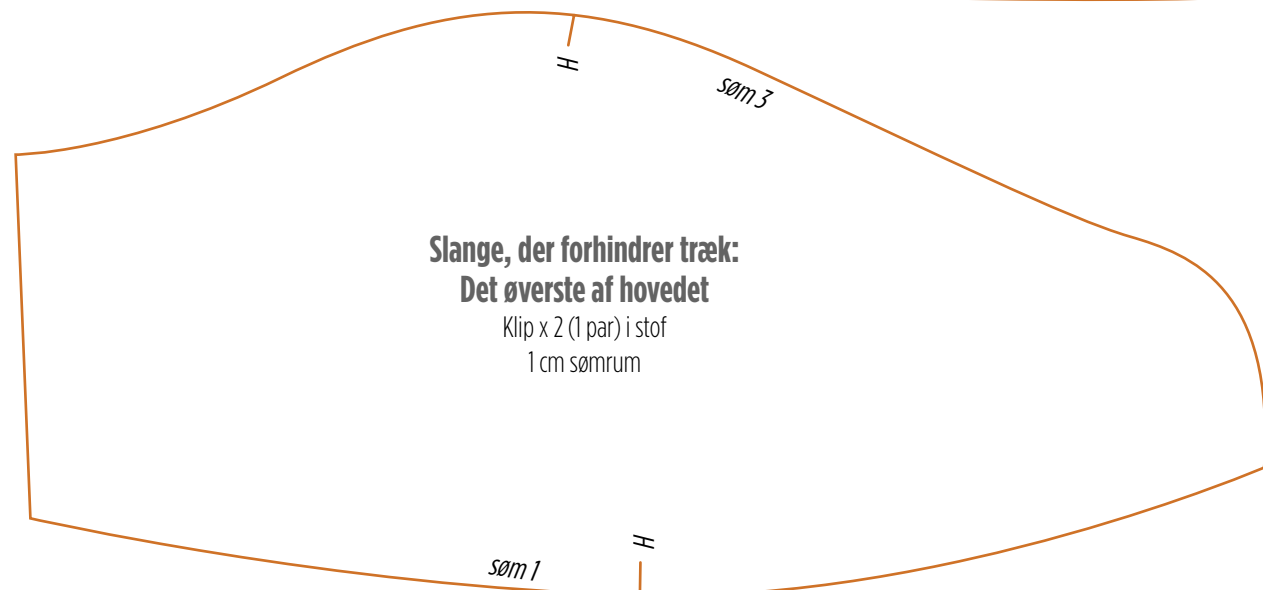 H
søm 3
Slange, der forhindrer træk:
Det øverste af hovedet
Klip x 2 (1 par) i stof
1 cm sømrum
H
søm 1